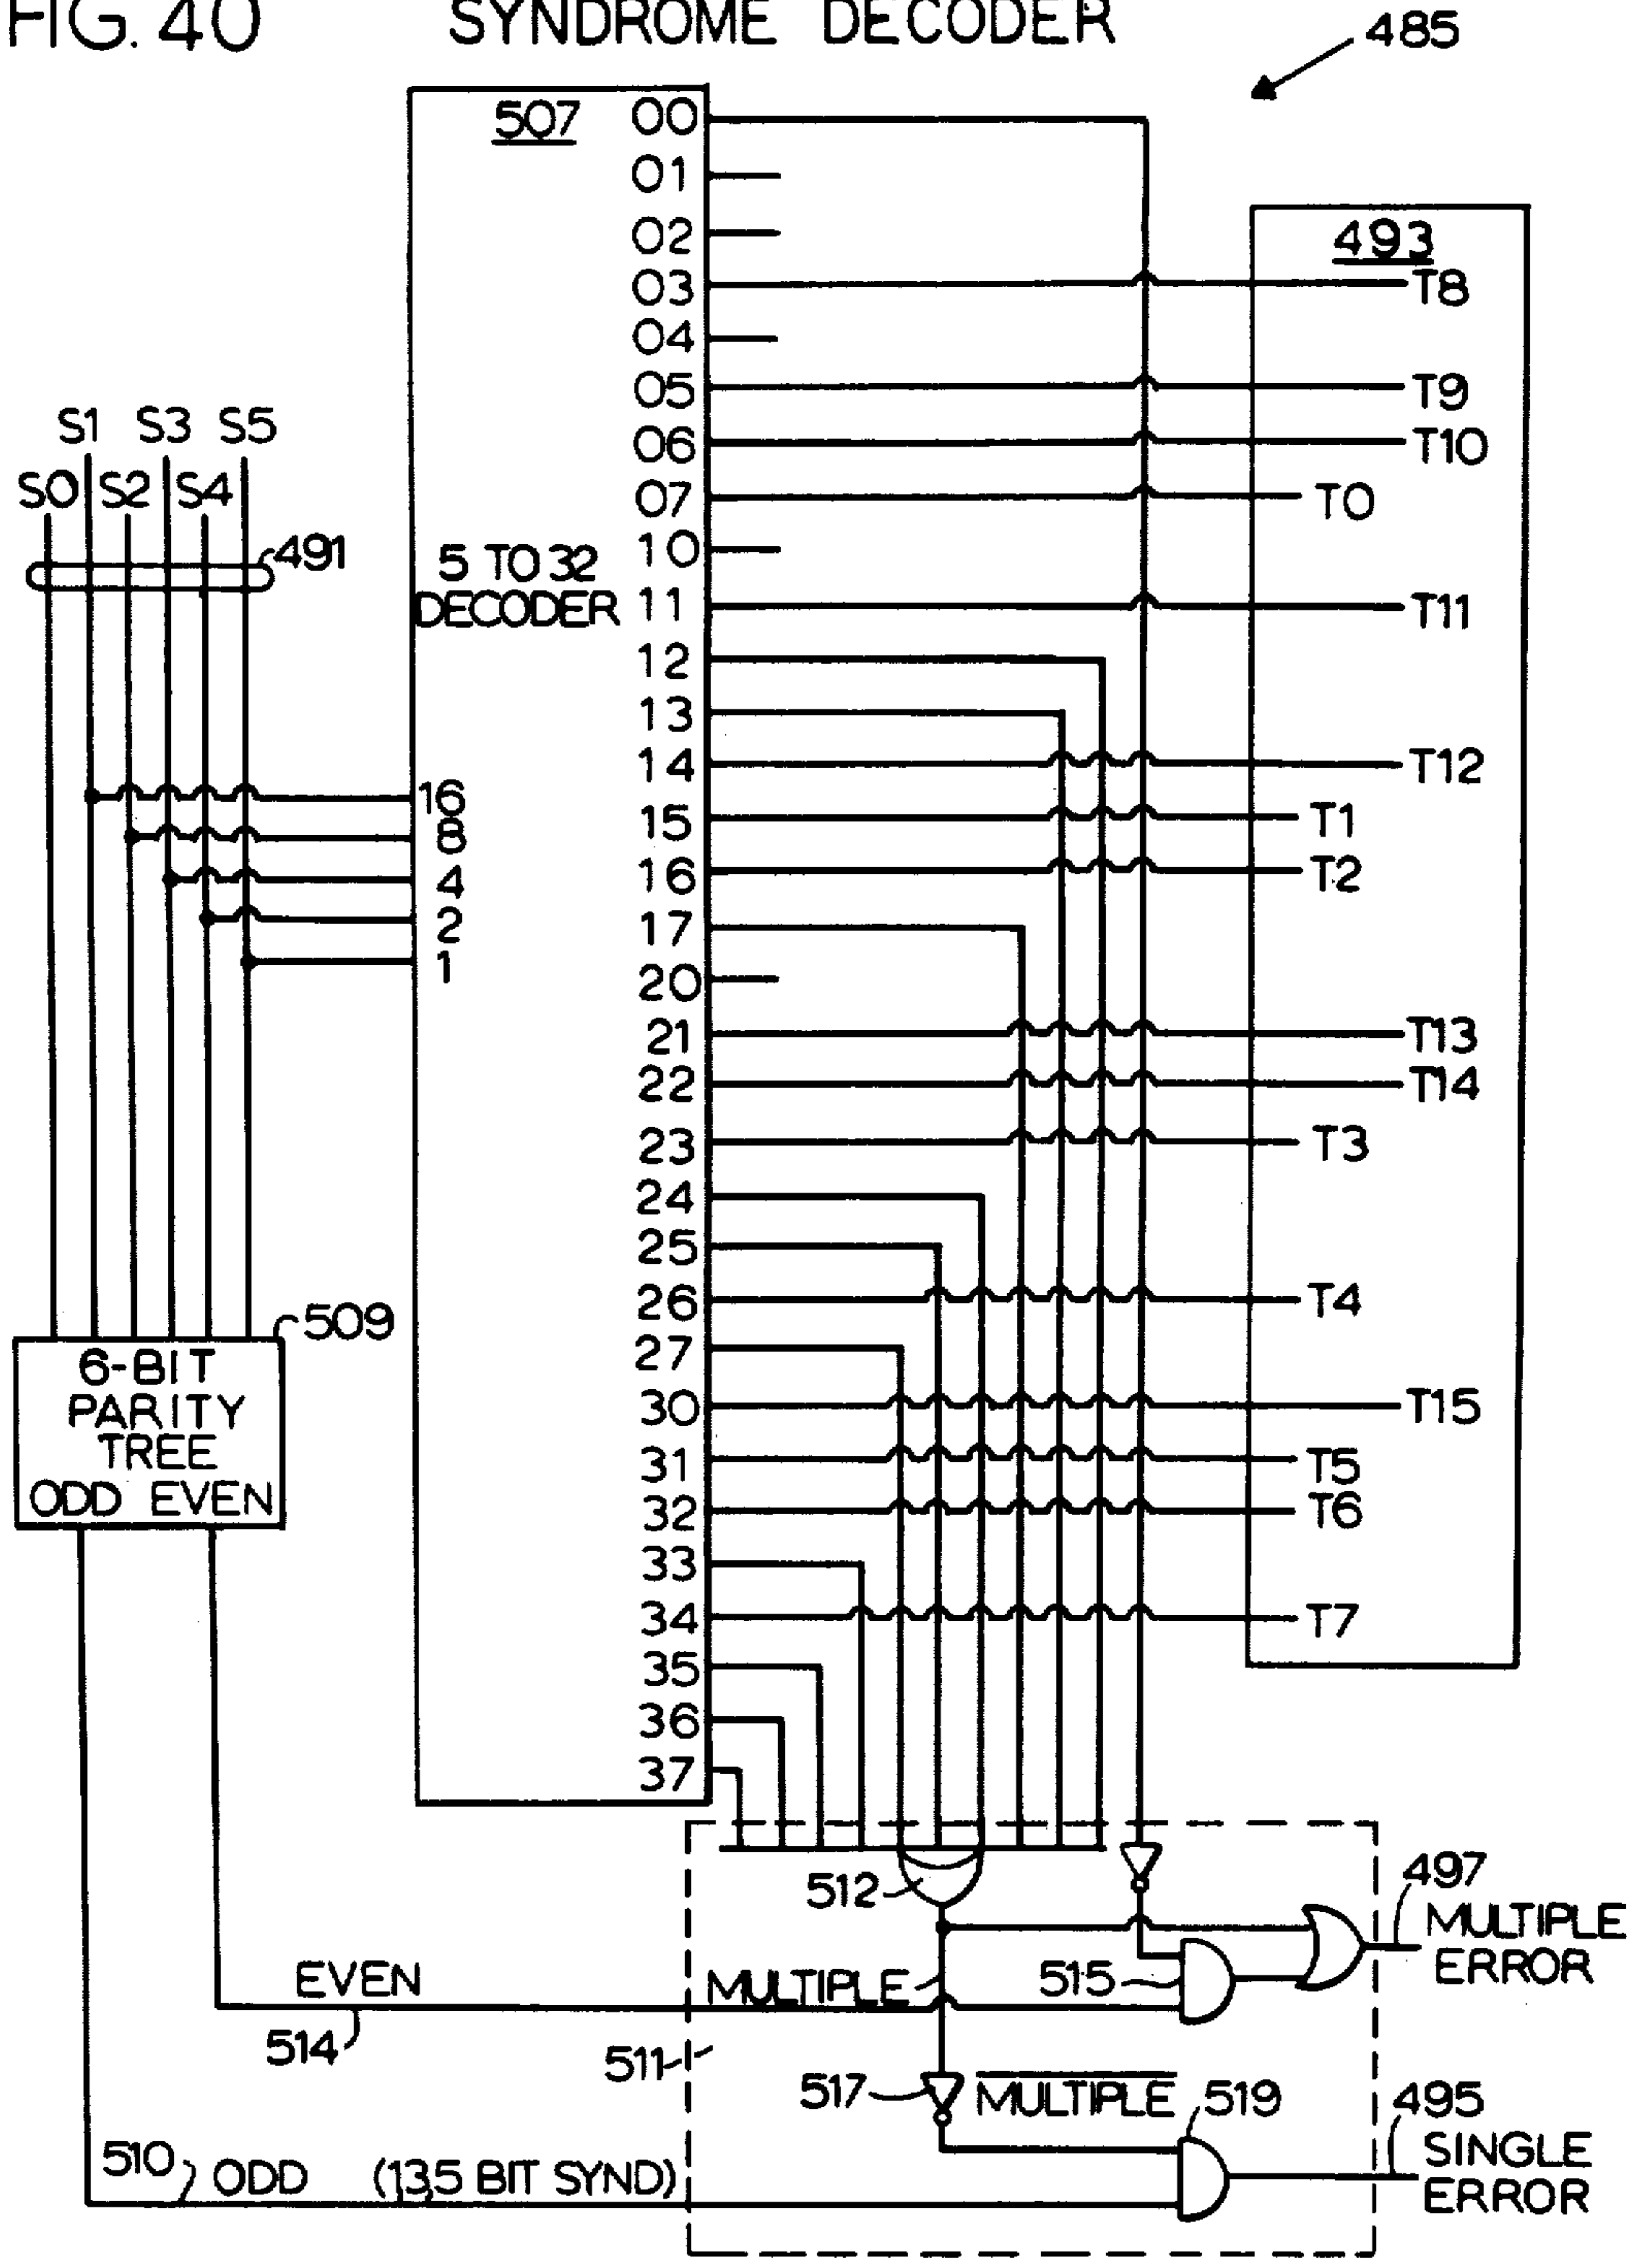 FIG. 40 SYNDROME DECODER
485
507
00
01
02
03
04
05
06
07
10
11
12
13
14
15
16
17
20
21
22
23
24
25
26
27
30
31
32
33
34
35
36
37
5 TO 32
DECODER
16
8
4
2
1
493
T8
T9
T10
T0
T11
T12
T1
T2
T13
T14
T3
T4
T15
T5
T6
T7
S1 S3 S5
S0 S2 S4
491
509
6-BIT
PARITY
TREE
ODD EVEN
512
497
MULTIPLE
ERROR
EVEN
514
MULTIPLE
515
511
517
MULTIPLE
519
495
SINGLE
ERROR
510 ODD (1,3,5 BIT SYND)